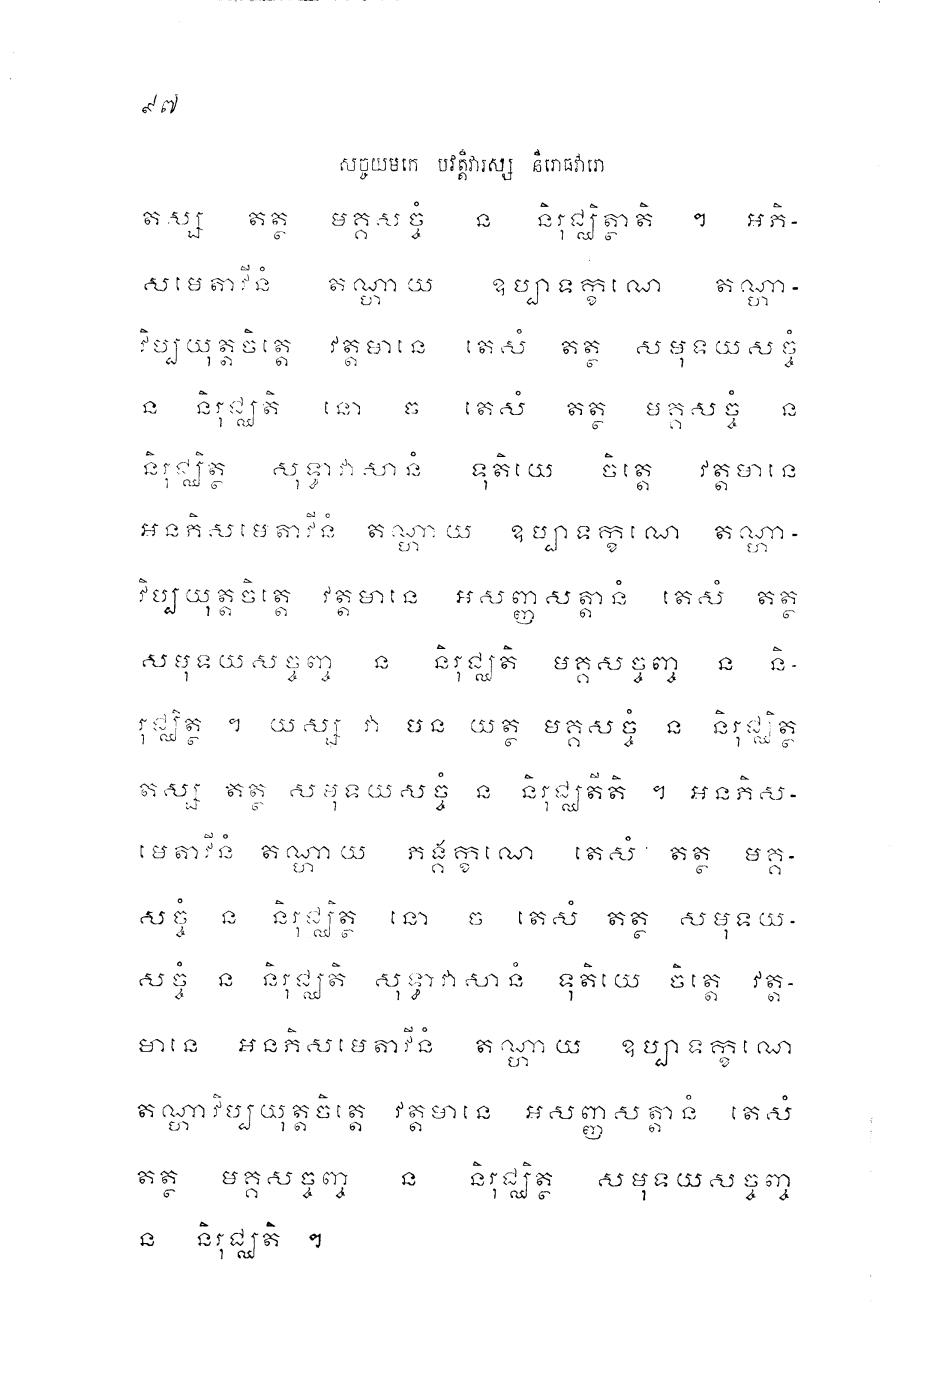 ៩៧
សច្ចយមកេ បវត្តិវារស្ស និរោធវារោ
តស្ស តត្ថ មគ្គសច្ចំ ន និរុជ្ឈិត្ថាតិ ។ អភិ-
សមេតាវីនំ តណ្ហាយ ឧប្បាទក្ខណេ តណ្ហា-
វិប្បយុត្តចិត្តេ វត្តមានេ តេសំ តត្ថ សមុទយសច្ចំ
ន និរុជ្ឈតិ នោ ច តេសំ តត្ថ មគ្គសច្ចំ ន
និរុជ្ឈិត្ថ សុទ្ធាវាសានំ ទុតិយេ ចិត្តេ វត្តមានេ
អនភិសមេតាវីនំ តណ្ហាយ ឧប្បាទក្ខណេ តណ្ហា-
វិប្បយុត្តចិត្តេ វត្តមានេ អសញ្ញសត្តានំ តេសំ តត្ថ
សមុទយសច្ចញ្ច ន និរុជ្ឈតិ មគ្គសច្ចញ្ច ន និ-
រុជ្ឈិត្ថ ។ យស្ស វា បន យត្ថ មគ្គសច្ចំ ន និរុជ្ឈិត្ថ
តស្ស តត្ថ សមុទយសច្ចំ ន និរុជ្ឈតីតិ ។ អនភិស-
មេតាវីនំ តណ្ហាយ ភង្គក្ខណេ តេសំ តត្ថ មគ្គ-
សច្ចំ ន និរុជ្ឈិត្ថ នោ ច តេសំ តត្ថ សមុទយ-
សច្ចំ ន និរុជ្ឈតិ សុទ្ធាវាសានំ ទុតិយេ ចិត្តេ វត្ត-
មានេ អនភិសមេតាវីនំ តណ្ហាយ ឧប្បាទក្ខណេ
តណ្ហាវិប្បយុត្តចិត្តេ វត្តមានេ អសញ្ញសត្តានំ តេសំ
តត្ថ មគ្គសច្ចញ្ច ន និរុជ្ឈិត្ថ សមុទយសច្ចញ្ច
ន និរុជ្ឈតិ ។